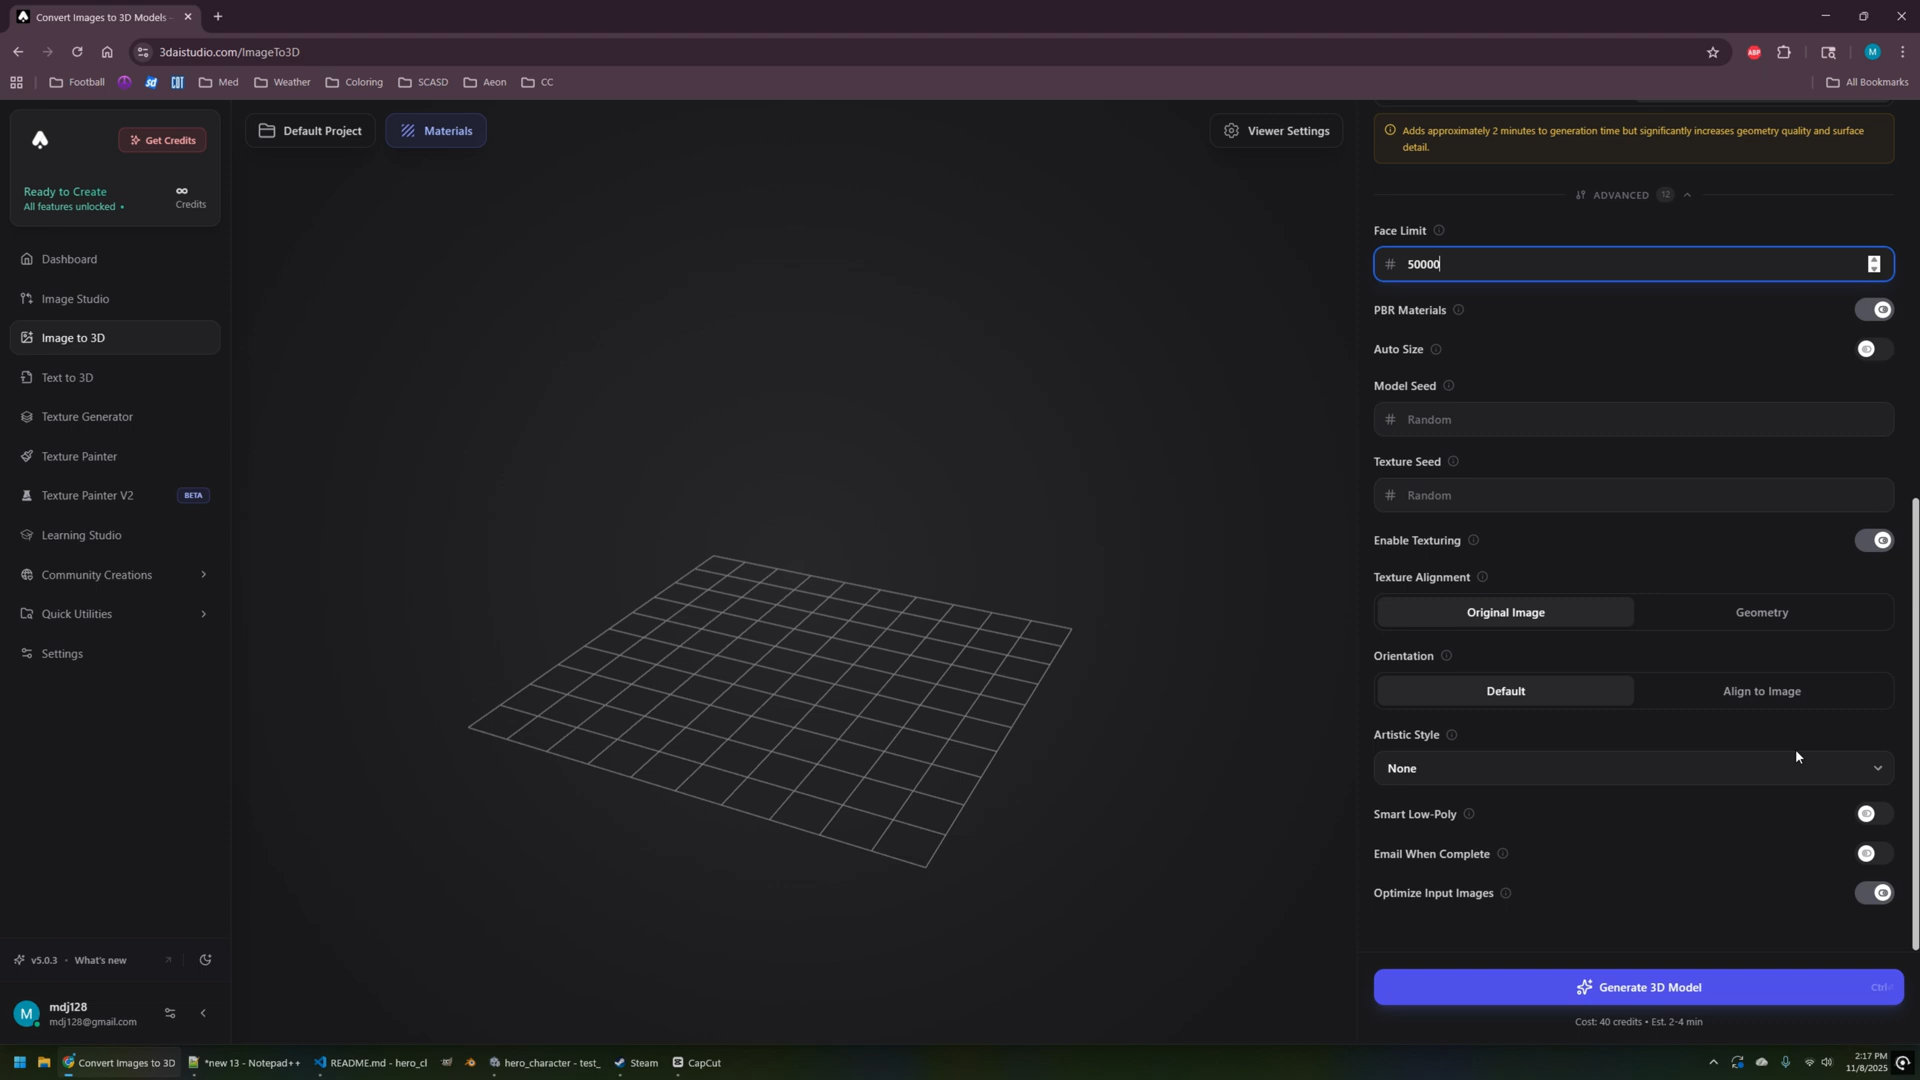 Convert Images to 3D Models -
3daistudio.com/ImageTo3D
ABP
M
Football
sd
CDT
Med
Weather
Coloring
SCASD
Aeon
CC
All Bookmarks
Get Credits
Ready to Create
All features unlocked •
∞
Credits
Dashboard
Image Studio
Image to 3D
Text to 3D
Texture Generator
Texture Painter
Texture Painter V2
BETA
Learning Studio
Community Creations
Quick Utilities
Settings
v5.0.3 • What's new
M
mdj128
mdj128@gmail.com
Default Project
Materials
Viewer Settings
Adds approximately 2 minutes to generation time but significantly increases geometry quality and surface
detail.
ADVANCED 12
Face Limit
# 50000
PBR Materials
Auto Size
Model Seed
# Random
Texture Seed
# Random
Enable Texturing
Texture Alignment
Original Image
Geometry
Orientation
Default
Align to Image
Artistic Style
None
Smart Low-Poly
Email When Complete
Optimize Input Images
Generate 3D Model
Ctrl
Cost: 40 credits • Est. 2-4 min
Convert Images to 3D
*new 13 - Notepad++
README.md - hero_cl
hero_character - test_
Steam
CapCut
2:17 PM
11/8/2025